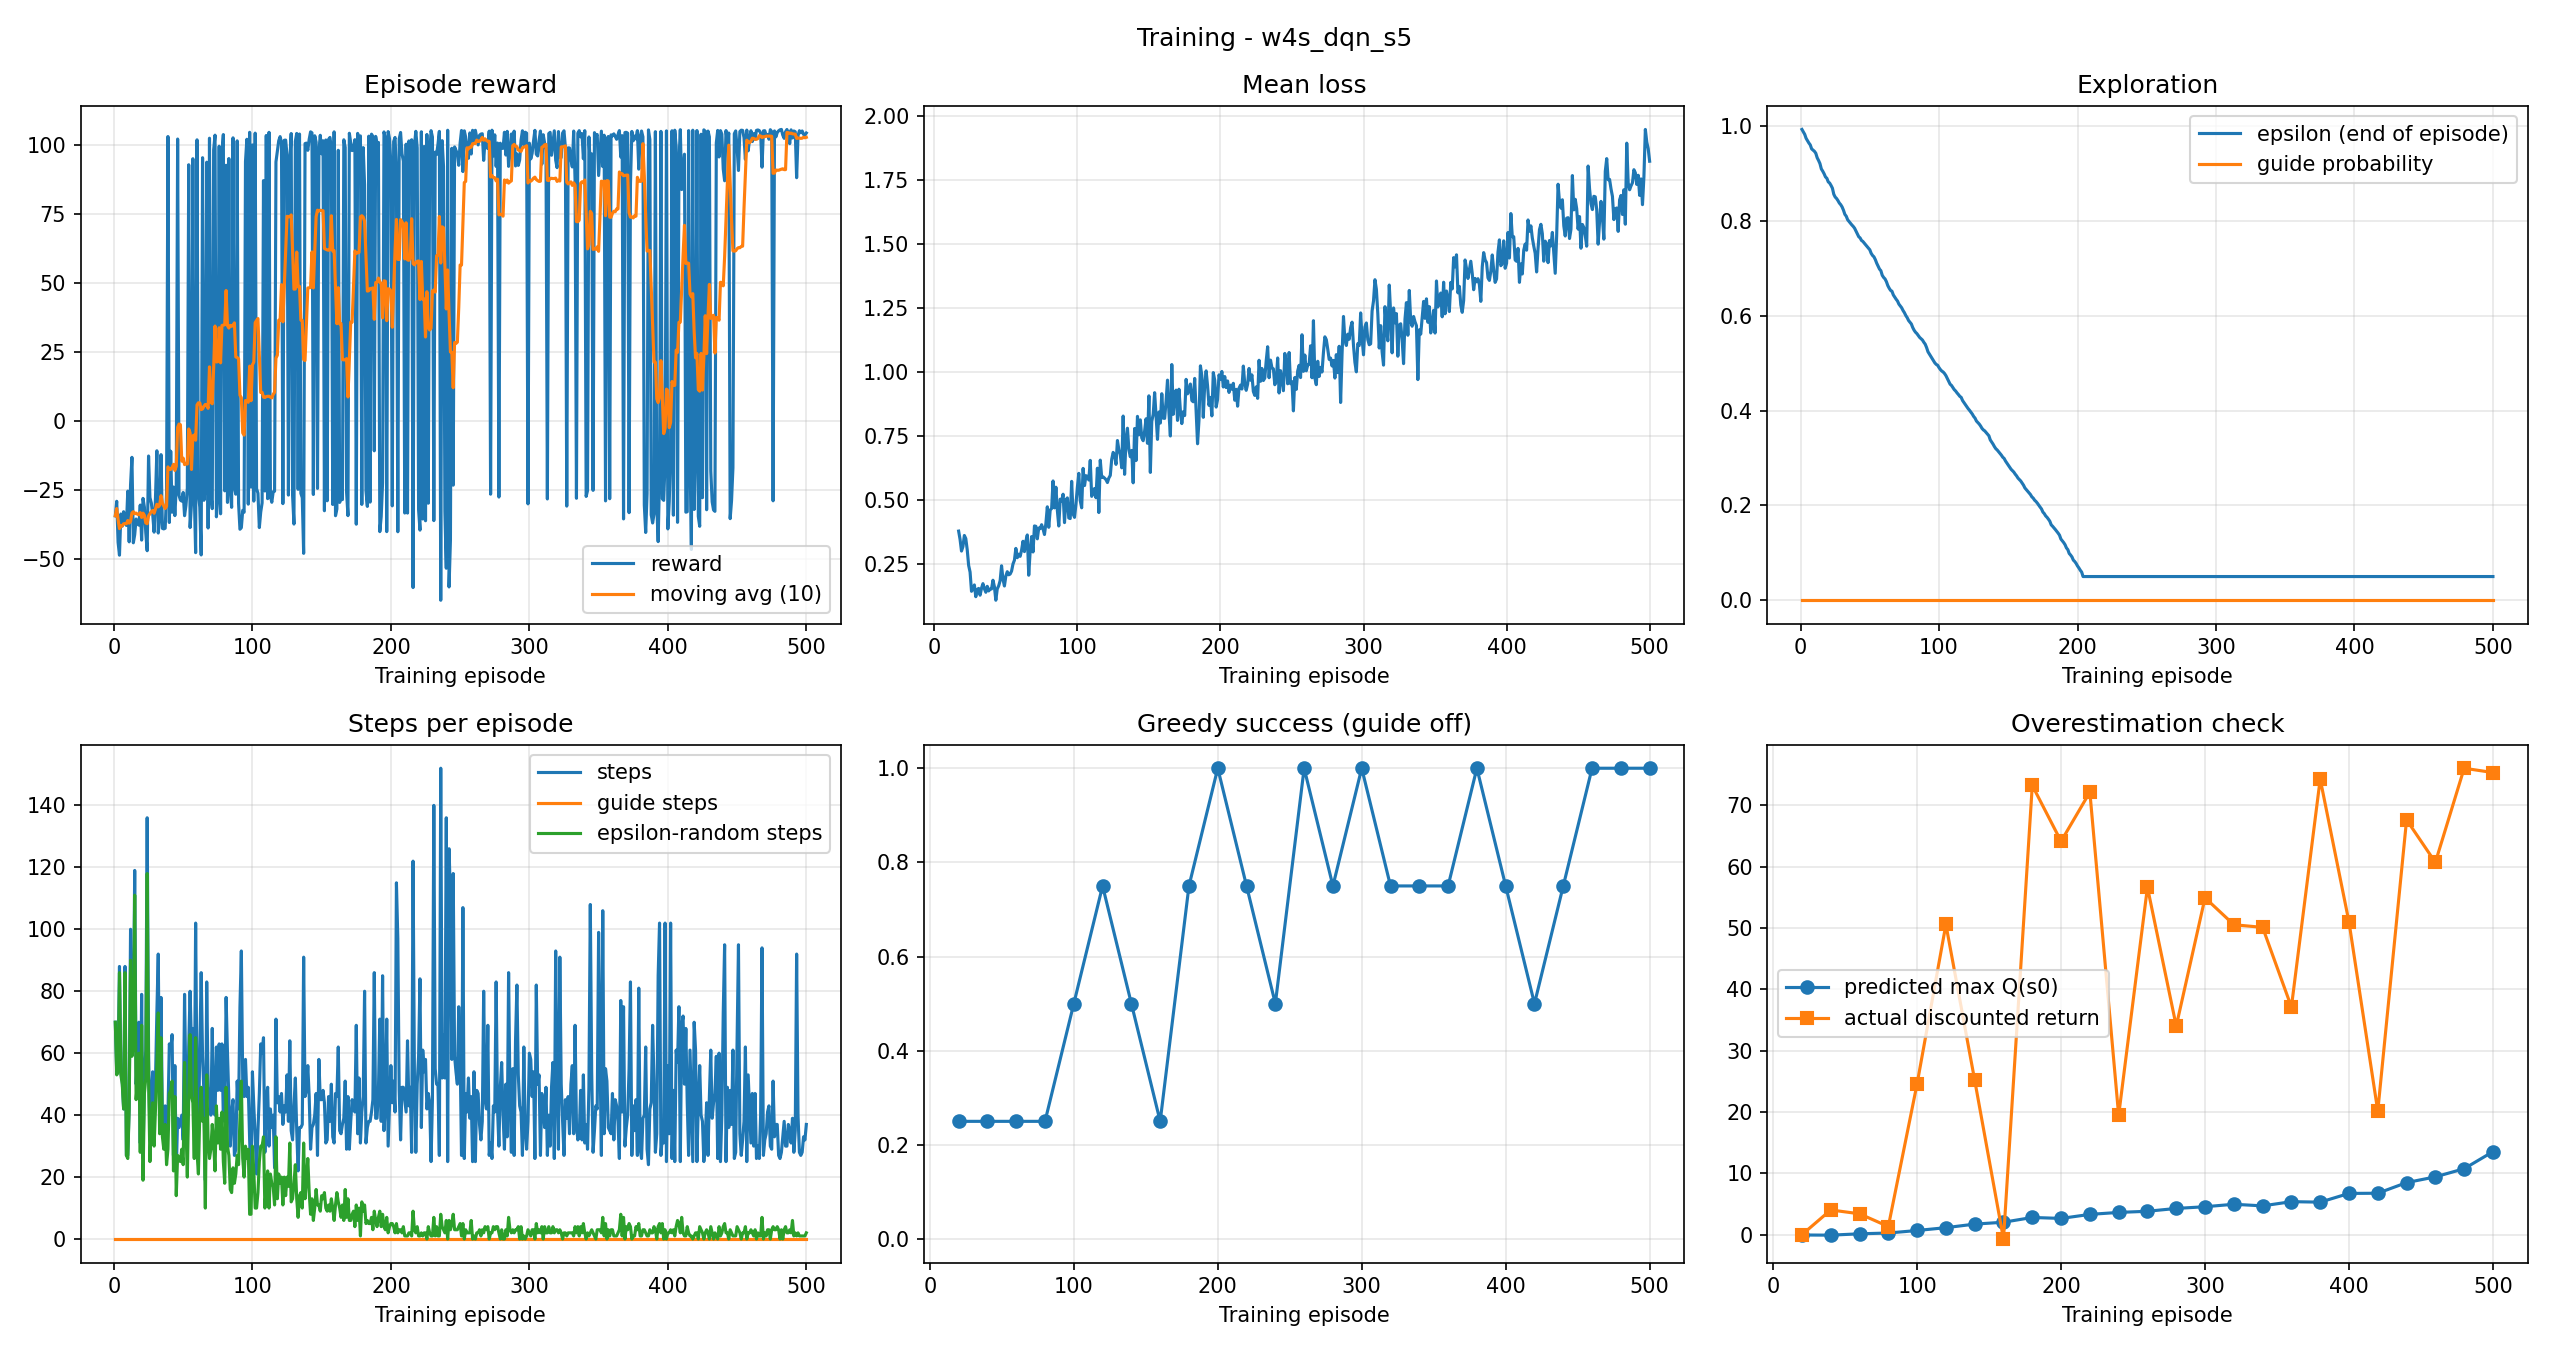 Training - w4s_dqn_s5
Episode reward
100
75
50
25
0
−25
−50
reward
moving avg (10)
0 100 200 300 400 500
Training episode
Mean loss
2.00
1.75
1.50
1.25
1.00
0.75
0.50
0.25
0 100 200 300 400 500
Training episode
Exploration
1.0
0.8
0.6
0.4
0.2
0.0
epsilon (end of episode)
guide probability
0 100 200 300 400 500
Training episode
Steps per episode
140
120
100
80
60
40
20
0
steps
guide steps
epsilon-random steps
0 100 200 300 400 500
Training episode
Greedy success (guide off)
1.0
0.8
0.6
0.4
0.2
0.0
0 100 200 300 400 500
Training episode
Overestimation check
70
60
50
40
30
20
10
0
predicted max Q(s0)
actual discounted return
0 100 200 300 400 500
Training episode